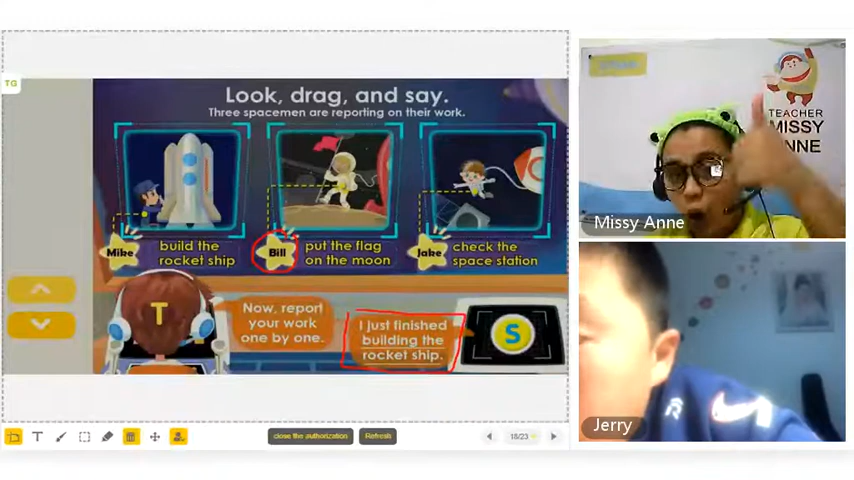 TG
Look, drag, and say.
Three spacemen are reporting on their work.
Mike
build the
rocket ship
Bill
put the flag
on the moon
Jake
check the
space station
T
Now, report
your work
one by one.
I just finished
building the
rocket ship.
S
T
close the authorization
Refresh
18/23
TEACHER
MISSY
ANNE
Missy Anne
Jerry